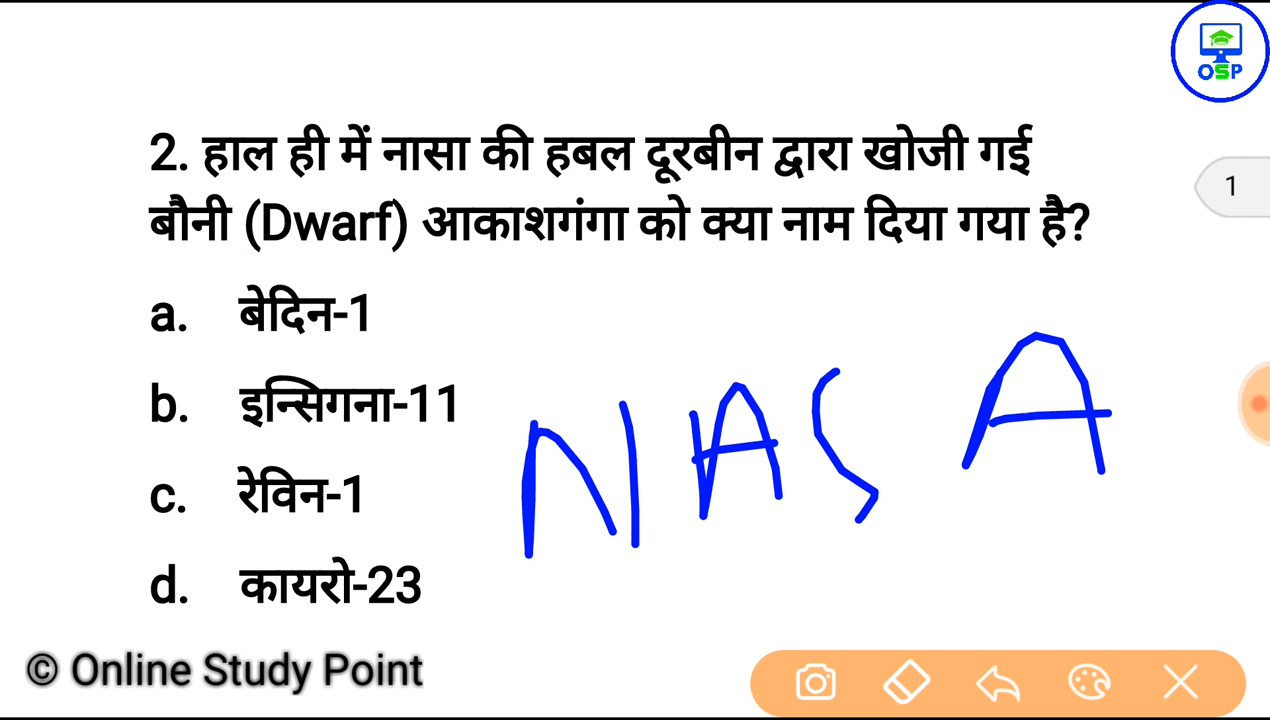 OSP
2. हाल ही में नासा की हबल दूरबीन द्वारा खोजी गई
बौनी (Dwarf) आकाशगंगा को क्या नाम दिया गया है?
1
a. बेदिन-1
b. इन्सिगना-11
c. रेविन-1
d. कायरो-23
NASA
© Online Study Point